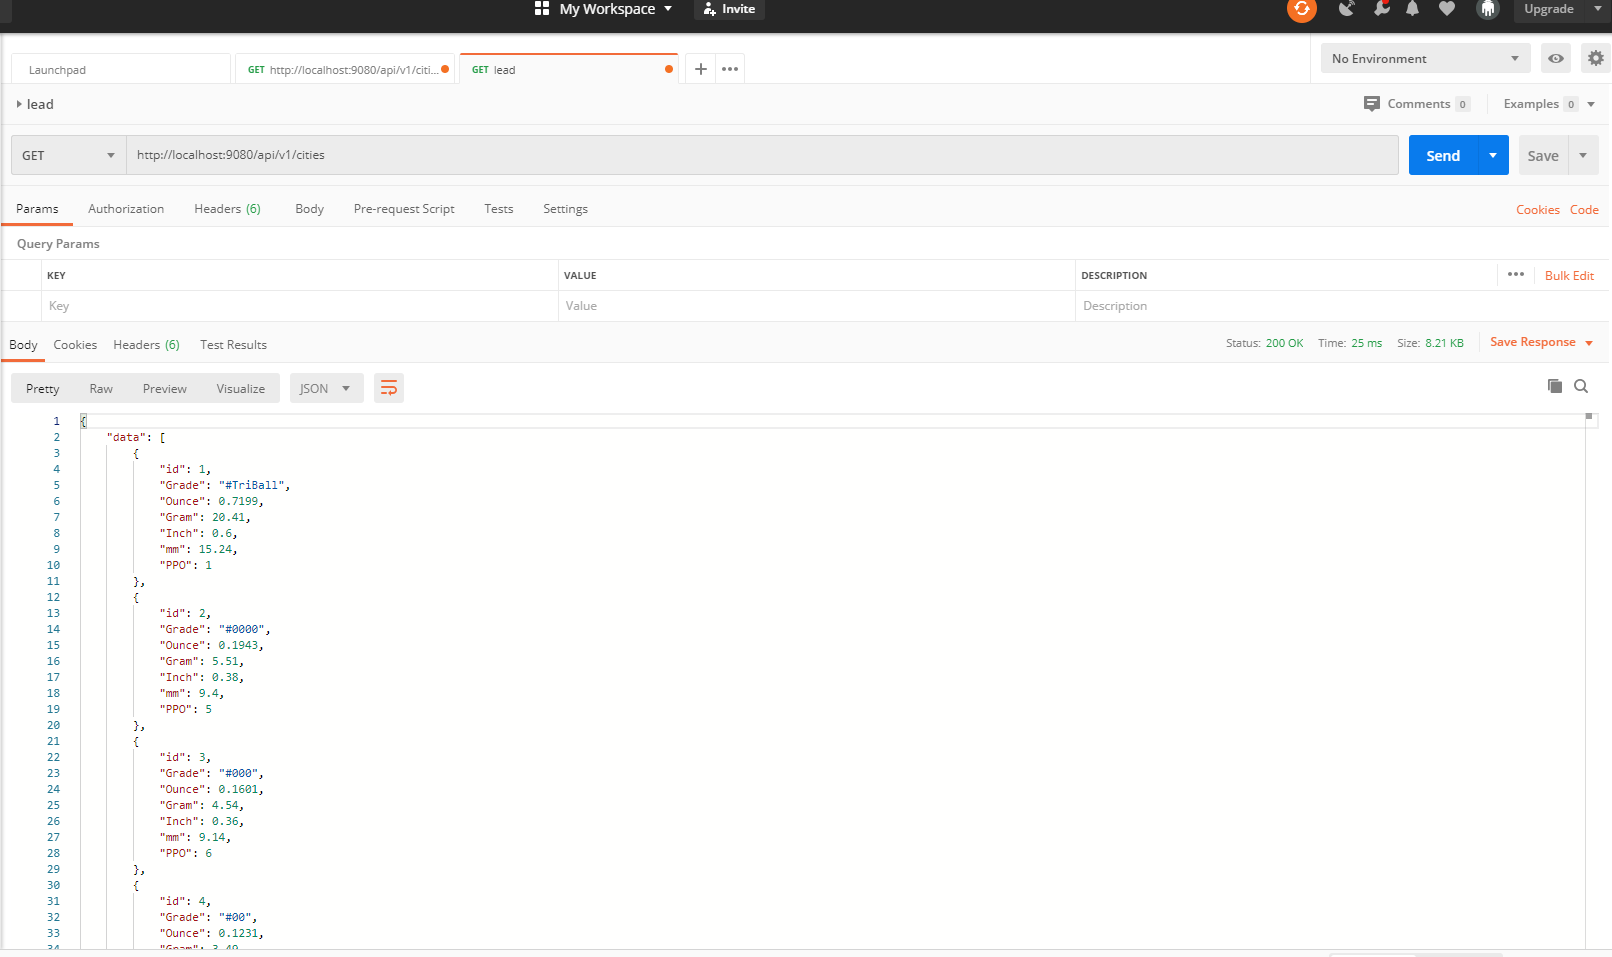 My Workspace Invite Upgrade
Launchpad GET http://localhost:9080/api/v1/citi... GET lead No Environment
lead Comments 0 Examples 0
GET http://localhost:9080/api/v1/cities Send Save
Params Authorization Headers (6) Body Pre-request Script Tests Settings Cookies Code
Query Params
KEY VALUE DESCRIPTION Bulk Edit
Key Value Description
Body Cookies Headers (6) Test Results Status: 200 OK Time: 25 ms Size: 8.21 KB Save Response
Pretty Raw Preview Visualize JSON
1 {
2 "data": [
3 {
4 "id": 1,
5 "Grade": "#TriBall",
6 "Ounce": 0.7199,
7 "Gram": 20.41,
8 "Inch": 0.6,
9 "mm": 15.24,
10 "PPO": 1
11 },
12 {
13 "id": 2,
14 "Grade": "#0000",
15 "Ounce": 0.1943,
16 "Gram": 5.51,
17 "Inch": 0.38,
18 "mm": 9.4,
19 "PPO": 5
20 },
21 {
22 "id": 3,
23 "Grade": "#000",
24 "Ounce": 0.1601,
25 "Gram": 4.54,
26 "Inch": 0.36,
27 "mm": 9.14,
28 "PPO": 6
29 },
30 {
31 "id": 4,
32 "Grade": "#00",
33 "Ounce": 0.1231,
34 "Gram": 3.49